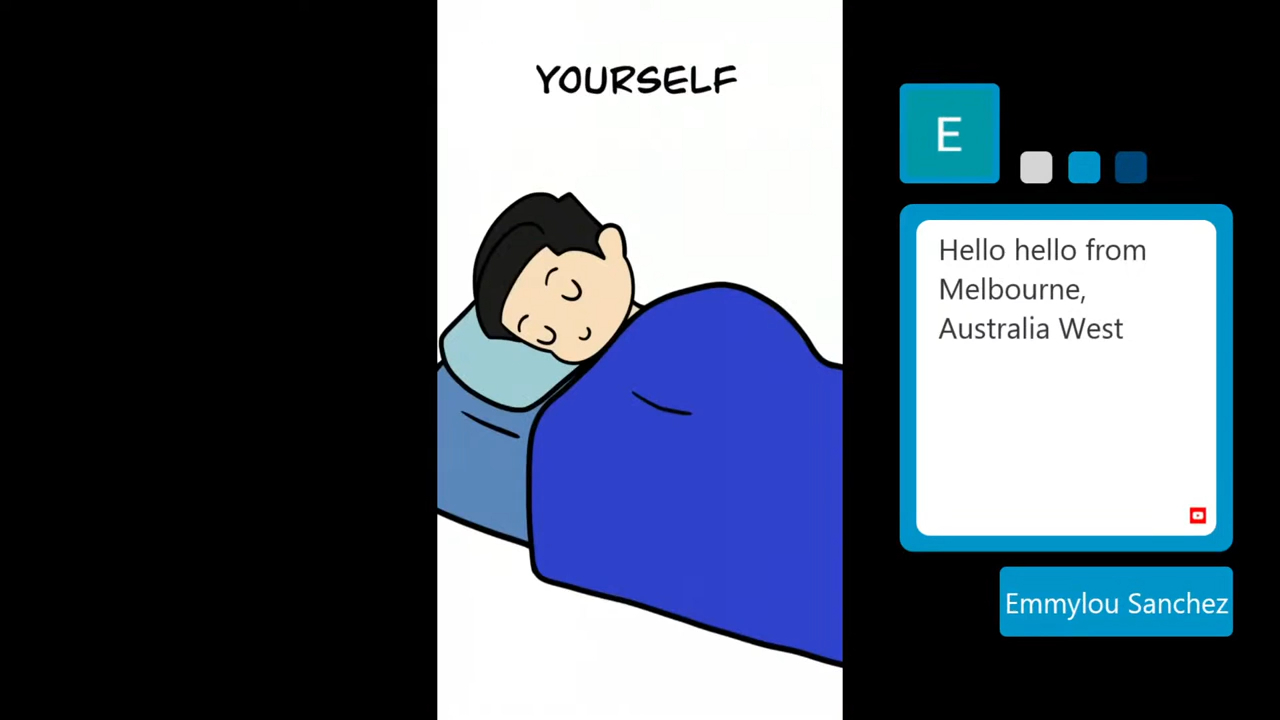 YOURSELF
E
Hello hello from
Melbourne,
Australia West
Emmylou Sanchez